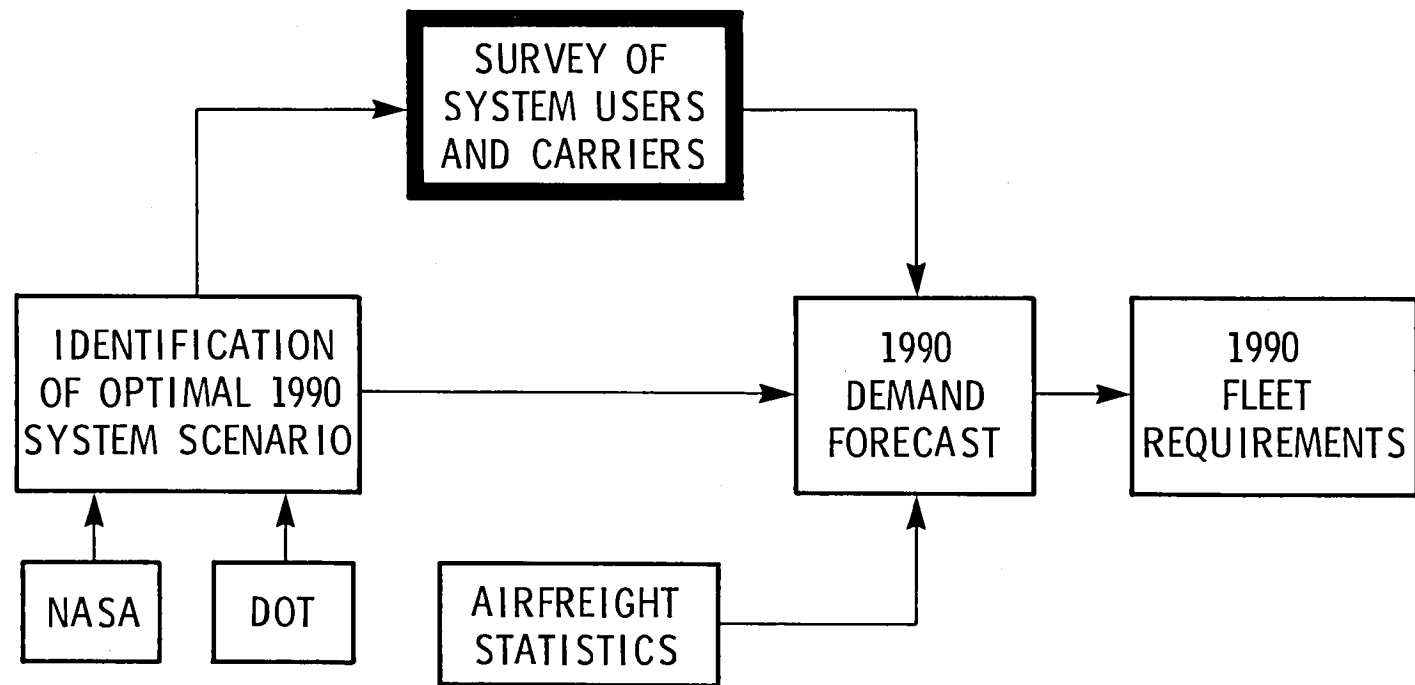 SURVEY OF
SYSTEM USERS
AND CARRIERS
IDENTIFICATION
OF OPTIMAL 1990
SYSTEM SCENARIO
1990
DEMAND
FORECAST
1990
FLEET
REQUIREMENTS
NASA
DOT
AIRFREIGHT
STATISTICS